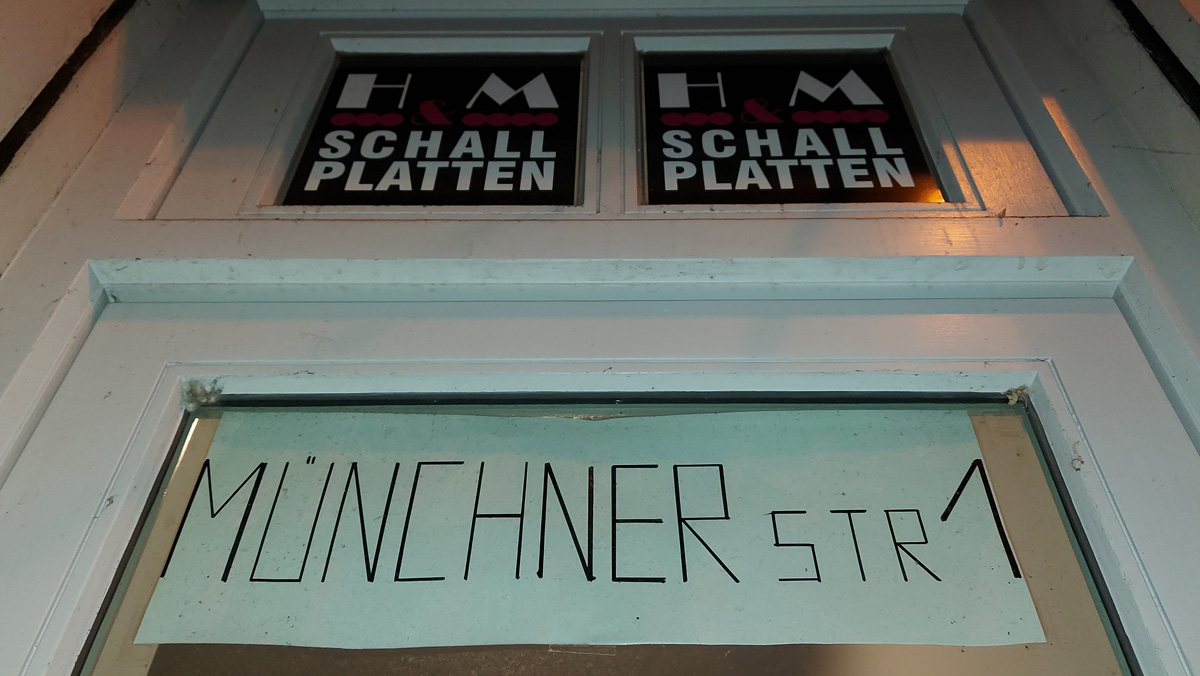 H & M
SCHALL
PLATTEN
H & M
SCHALL
PLATTEN
MÜNCHNER STR 1